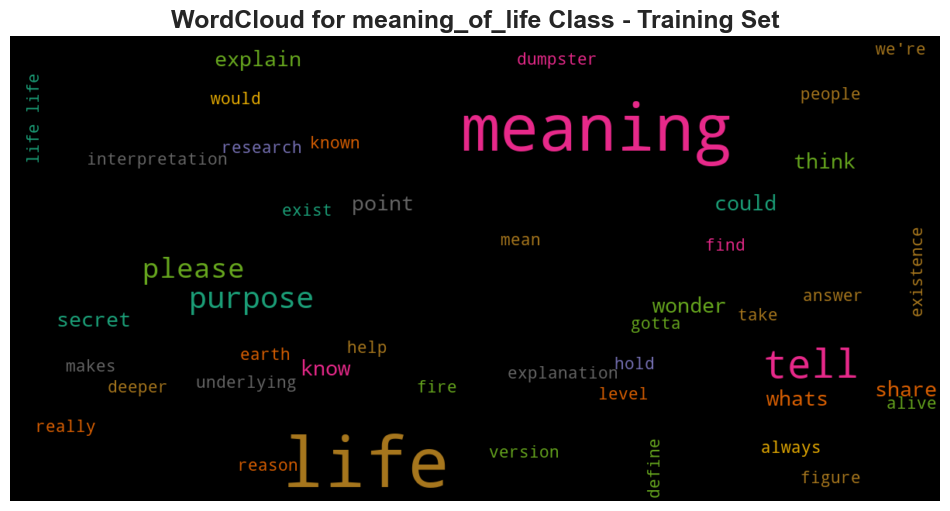 WordCloud for meaning_of_life Class - Training Set
we're
explain
dumpster
would
people
life life
meaning
known
research
interpretation
think
exist
point
could
mean
find
existence
please
purpose
answer
wonder
take
secret
gotta
help
earth
know
makes
hold
tell
explanation
underlying
deeper
fire
level
whats
share
alive
really
always
version
life
reason
define
figure